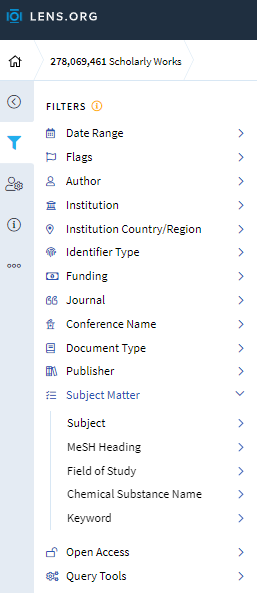 LENS.ORG
278,069,461 Scholarly Works
FILTERS
Date Range
Flags
Author
Institution
Institution Country/Region
Identifier Type
Funding
Journal
Conference Name
Document Type
Publisher
Subject Matter
Subject
MeSH Heading
Field of Study
Chemical Substance Name
Keyword
Open Access
Query Tools